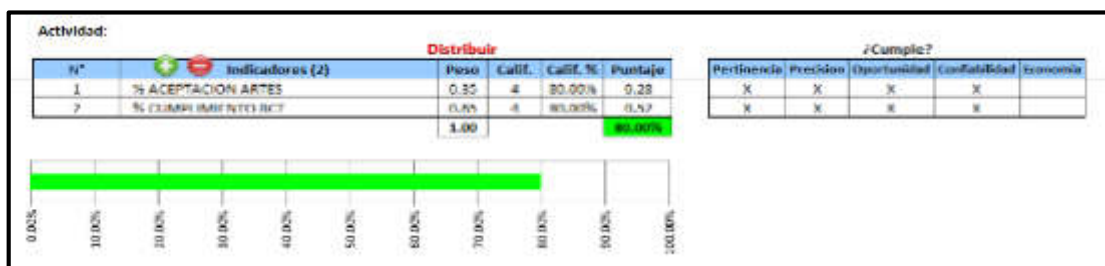 Actividad:
Distribuir
¿Cumple?
N° Indicadores (2) Peso Calif. Calif. % Puntaje
Pertinencia Precision Oportunidad Confiabilidad Economia
1 % ACEPTACION ARTES 0.35 4 80.00% 0.28
X X X X
2 % CUMPLIMIENTO BCT 0.65 4 80.00% 0.52
X X X X
1.00 80.00%
0.00% 10.00% 20.00% 30.00% 40.00% 50.00% 60.00% 70.00% 80.00% 90.00% 100.00%